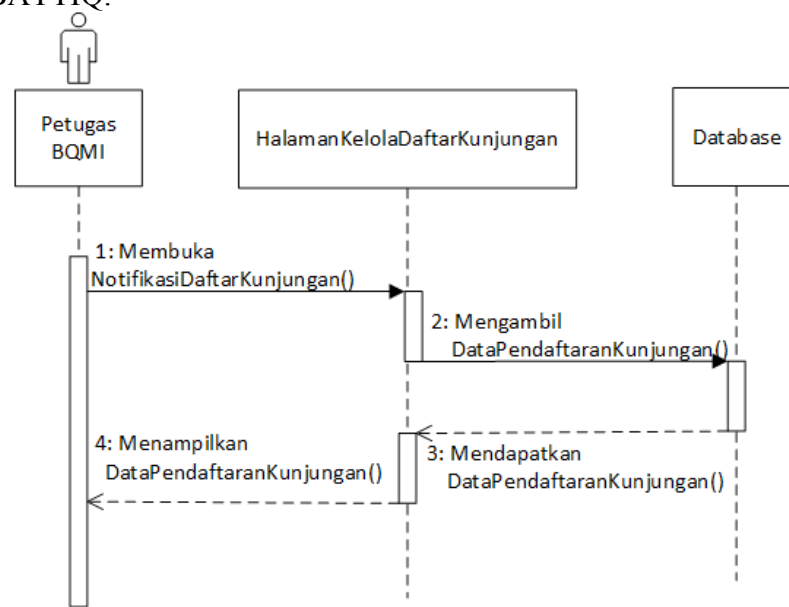 Petugas
BQMI
HalamanKelolaDaftarKunjungan
Database
1: Membuka
NotifikasiDaftarKunjungan()
2: Mengambil
DataPendaftaranKunjungan()
3: Mendapatkan
DataPendaftaranKunjungan()
4: Menampilkan
DataPendaftaranKunjungan()